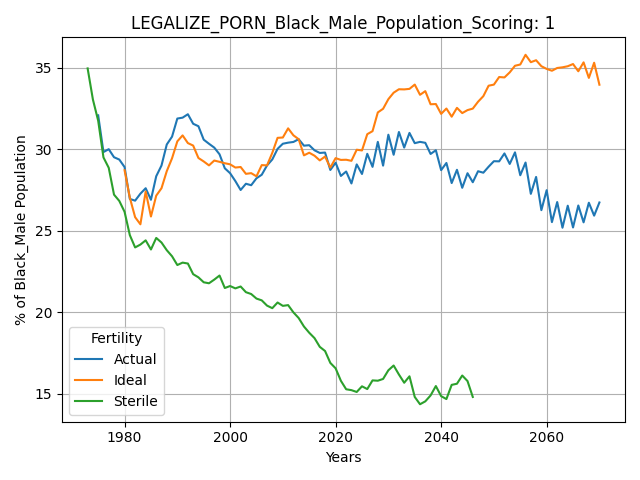 LEGALIZE_PORN_Black_Male_Population_Scoring: 1
% of Black_Male Population
35
30
25
20
15
Fertility
Actual
Ideal
Sterile
1980 2000 2020 2040 2060
Years